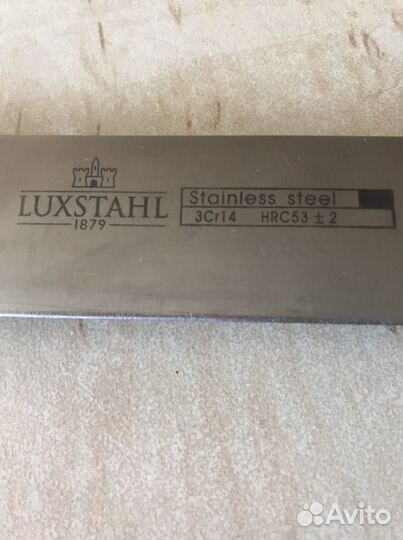 LUXSTAHL
1879
Stainless steel
3Cr14 HRC53 ± 2
Avito